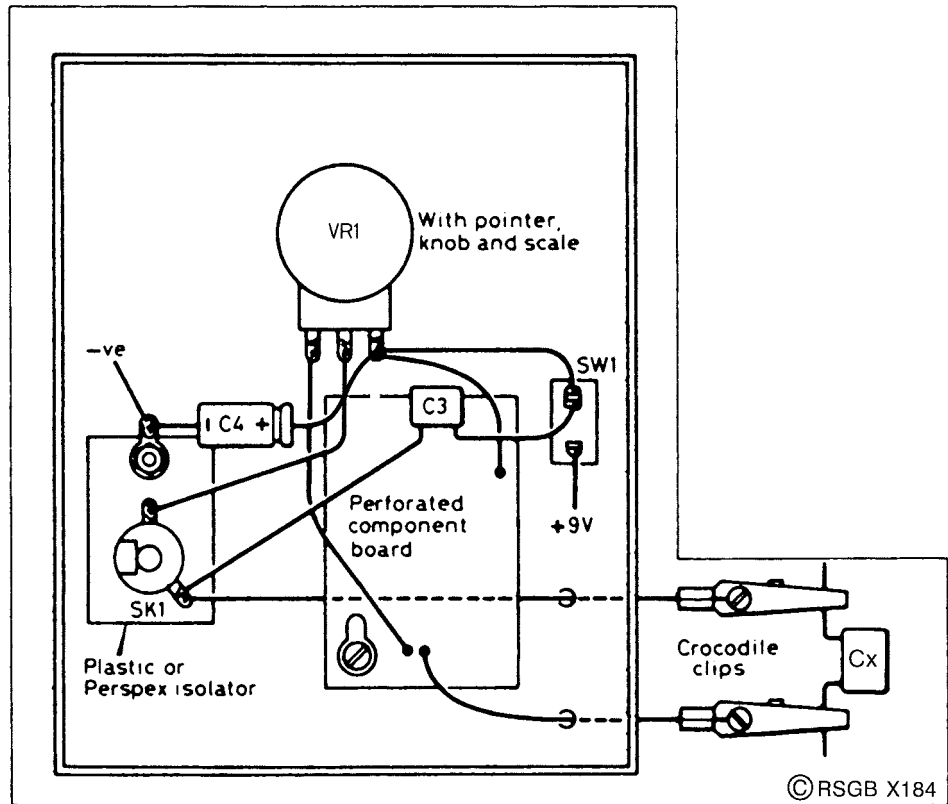 VR1
With pointer,
knob and scale
-ve
SW1
C4 +
C3
Perforated
component
board
+9V
SK1
Plastic or
Perspex isolator
Crocodile
clips
Cx
© RSGB X184